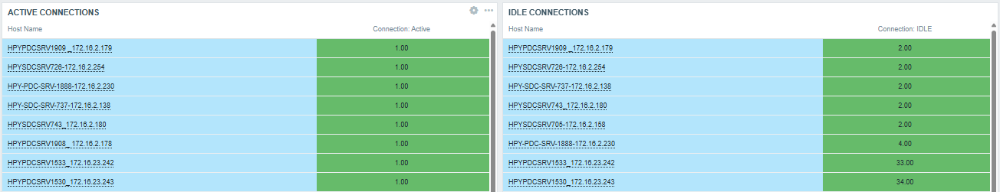 ACTIVE CONNECTIONS
Host Name Connection: Active
HPYPDCSRV1909 _172.16.2.179 1.00
HPYSDCSRV726-172.16.2.254 1.00
HPY-PDC-SRV-1888-172.16.2.230 1.00
HPY-SDC-SRV-737-172.16.2.138 1.00
HPYSDCSRV743_172.16.2.180 1.00
HPYPDCSRV1908_ 172.16.2.178 1.00
HPYPDCSRV1533_172.16.23.242 1.00
HPYPDCSRV1530_172.16.23.243 1.00
IDLE CONNECTIONS
Host Name Connection: IDLE
HPYPDCSRV1909 _172.16.2.179 2.00
HPYSDCSRV726-172.16.2.254 2.00
HPY-SDC-SRV-737-172.16.2.138 2.00
HPYSDCSRV743_172.16.2.180 2.00
HPYSDCSRV705-172.16.2.158 2.00
HPY-PDC-SRV-1888-172.16.2.230 4.00
HPYPDCSRV1533_172.16.23.242 33.00
HPYPDCSRV1530_172.16.23.243 34.00